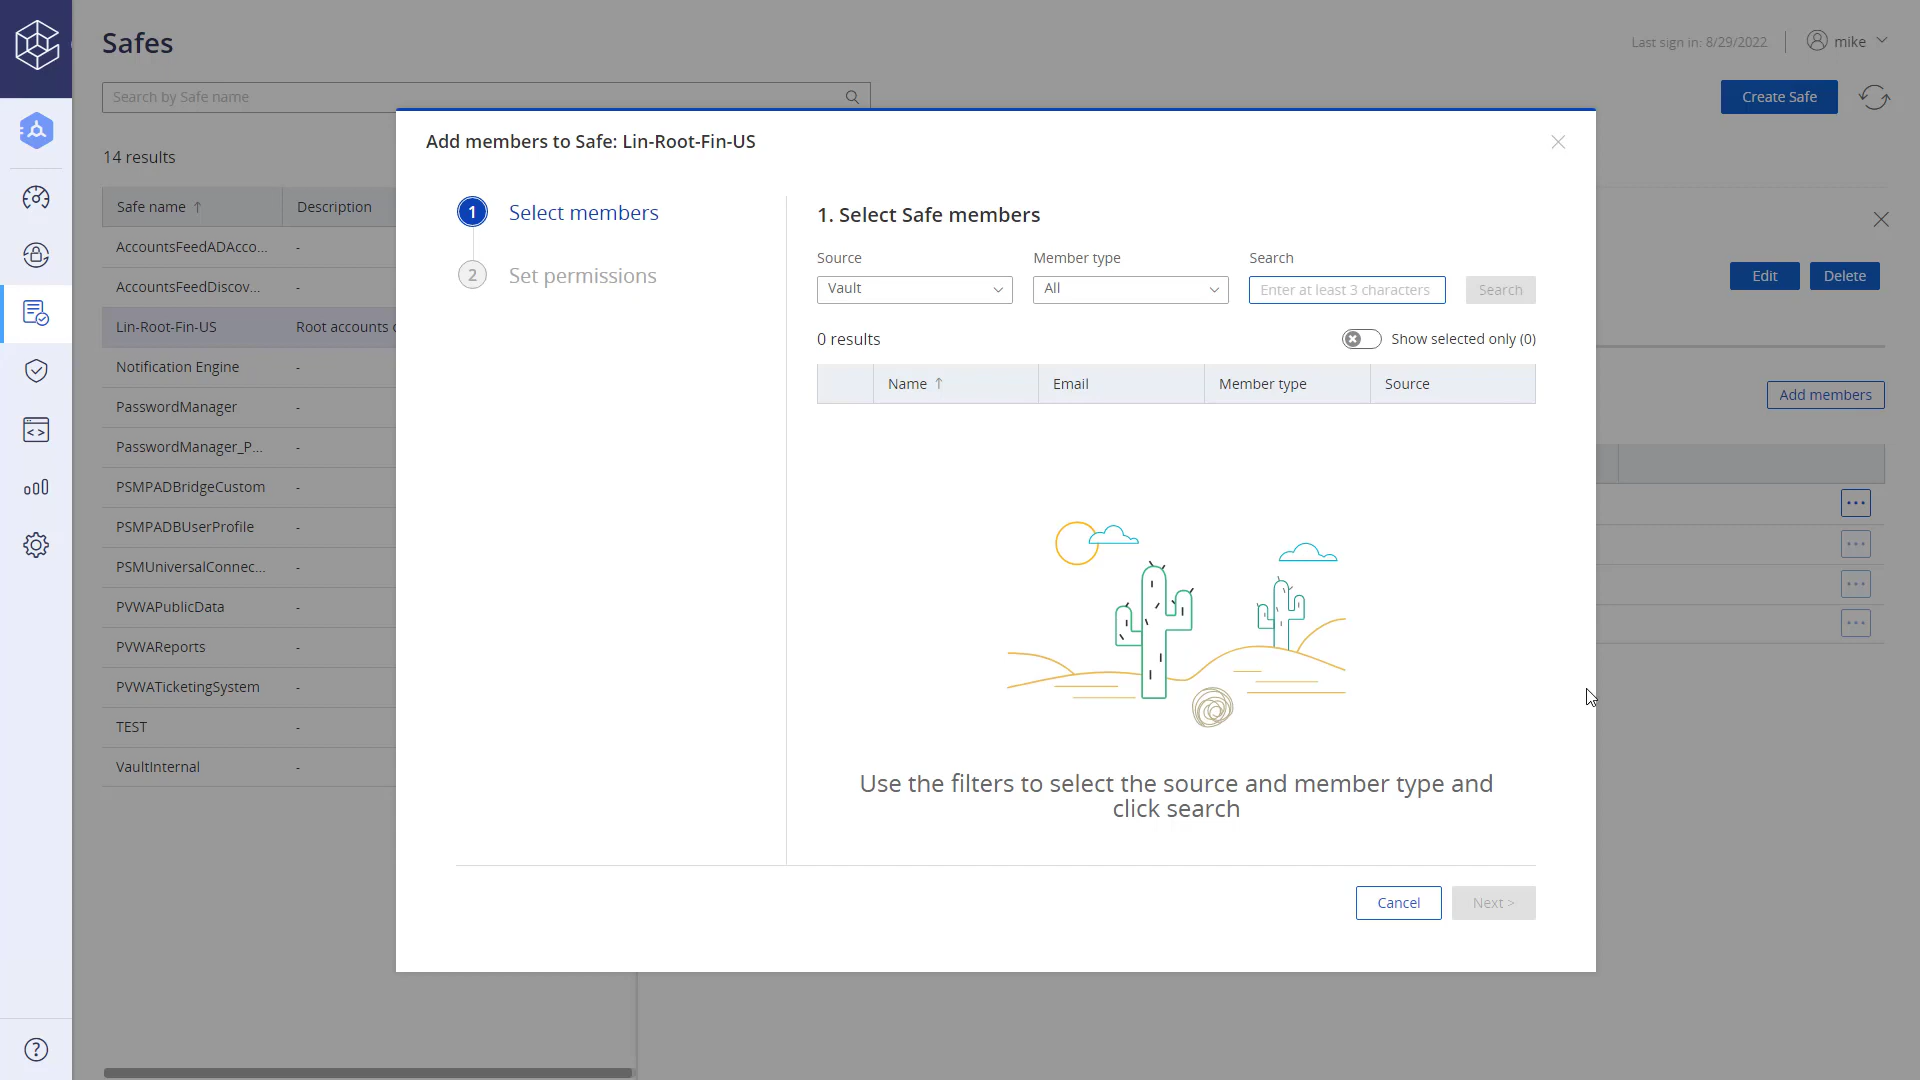 Safes
Last sign in: 8/29/2022
mike
Search by Safe name
Create Safe
14 results
Safe name ↑ Description
AccountsFeedADAcco... -
AccountsFeedDiscov... -
Lin-Root-Fin-US Root accounts
Notification Engine -
PasswordManager -
PasswordManager_P... -
PSMPADBridgeCustom -
PSMPADBUserProfile -
PSMUniversalConnec... -
PVWAPublicData -
PVWAReports -
PVWATicketingSystem -
TEST -
VaultInternal -
Add members to Safe: Lin-Root-Fin-US
1 Select members
2 Set permissions
1. Select Safe members
Source Member type Search
Vault All Enter at least 3 characters Search
0 results Show selected only (0)
Name ↑ Email Member type Source
Use the filters to select the source and member type and
click search
Cancel Next >
Edit Delete
Add members